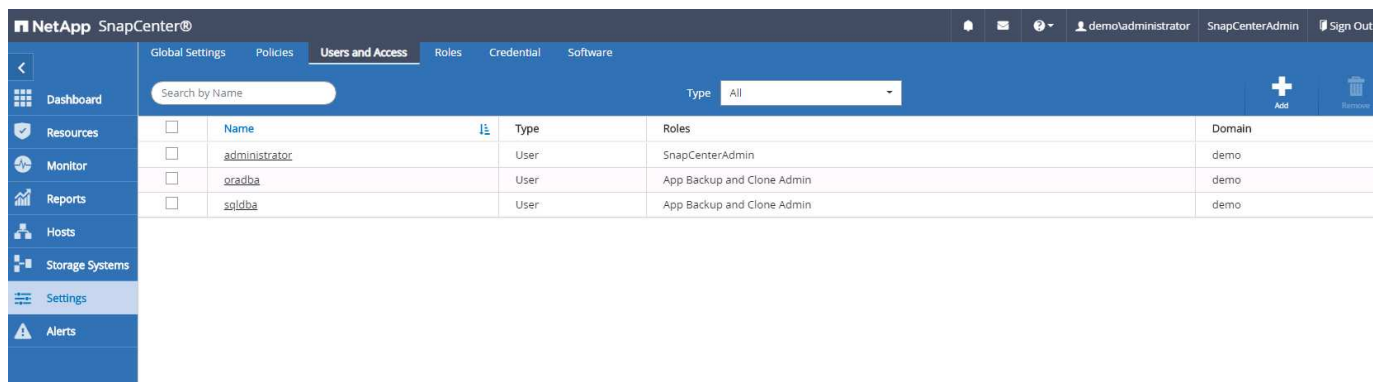 NetApp SnapCenter®
demo\administrator SnapCenterAdmin Sign Out
Global Settings Policies Users and Access Roles Credential Software
Search by Name Type All Add Remove
Dashboard
Resources
Monitor
Reports
Hosts
Storage Systems
Settings
Alerts
Name Type Roles Domain
administrator User SnapCenterAdmin demo
oradba User App Backup and Clone Admin demo
sqldba User App Backup and Clone Admin demo